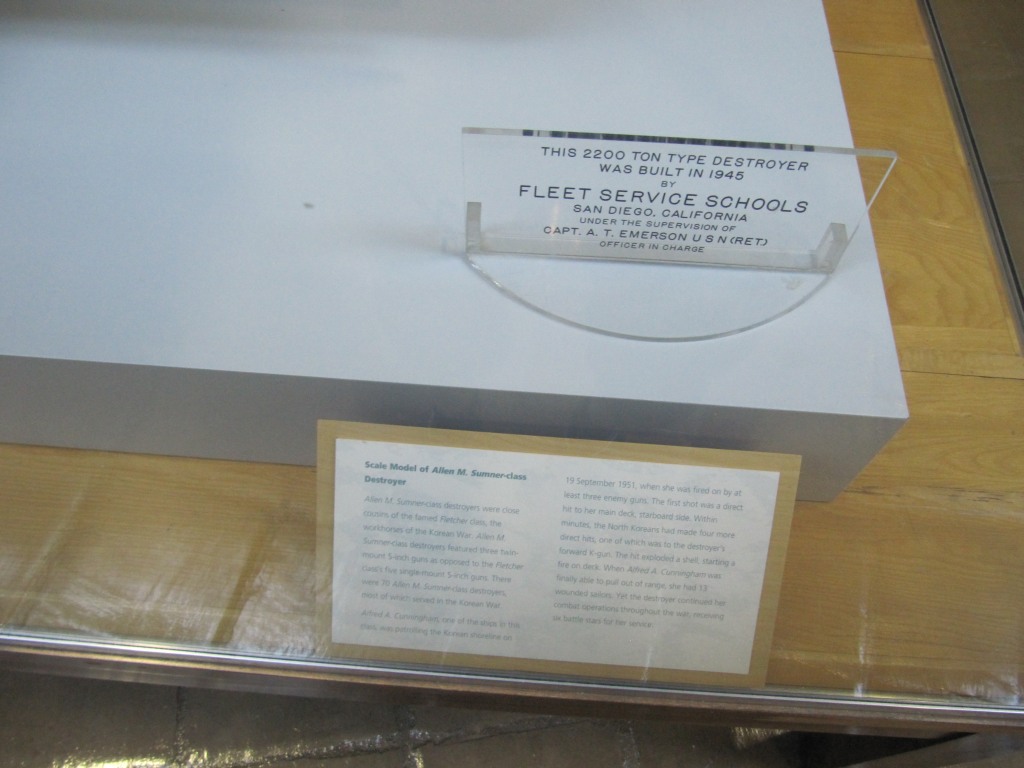 THIS 2200 TON TYPE DESTROYER
WAS BUILT IN 1945
BY
FLEET SERVICE SCHOOLS
SAN DIEGO, CALIFORNIA
UNDER THE SUPERVISION OF
CAPT. A. T. EMERSON U S N (RET.)
OFFICER IN CHARGE
Scale Model of Allen M. Sumner-class
Destroyer
Allen M. Sumner-class destroyers were close
cousins of the famed Fletcher class, the
workhorses of the Korean War. Allen M.
Sumner-class destroyers featured three twin-
mount 5-inch guns as opposed to the Fletcher
class's five single-mount 5-inch guns. There
were 70 Allen M. Sumner-class destroyers,
most of which served in the Korean War.
Alfred A. Cunningham, one of the ships in this
class, was patrolling the Korean shoreline on
19 September 1951, when she was fired on by at
least three enemy guns. The first shot was a direct
hit to her main deck, starboard side. Within
minutes, the North Koreans had made four more
direct hits, one of which was to the destroyer's
forward K-gun. The hit exploded a shell, starting a
fire on deck. When Alfred A. Cunningham was
finally able to pull out of range, she had 13
wounded sailors. Yet the destroyer continued her
combat operations throughout the war, receiving
six battle stars for her service.